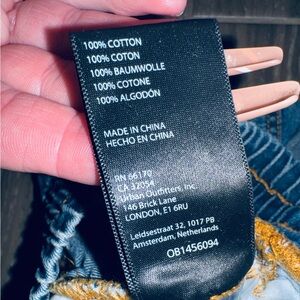 100% COTTON
100% COTON
100% BAUMWOLLE
100% COTONE
100% ALGODÓN
MADE IN CHINA
HECHO EN CHINA
RN 66170
CA 32054
Urban Outfitters, Inc.
146 Brick Lane
LONDON, E1 6RU
Leidsestraat 32, 1017 PB
Amsterdam, Netherlands
OB1456094